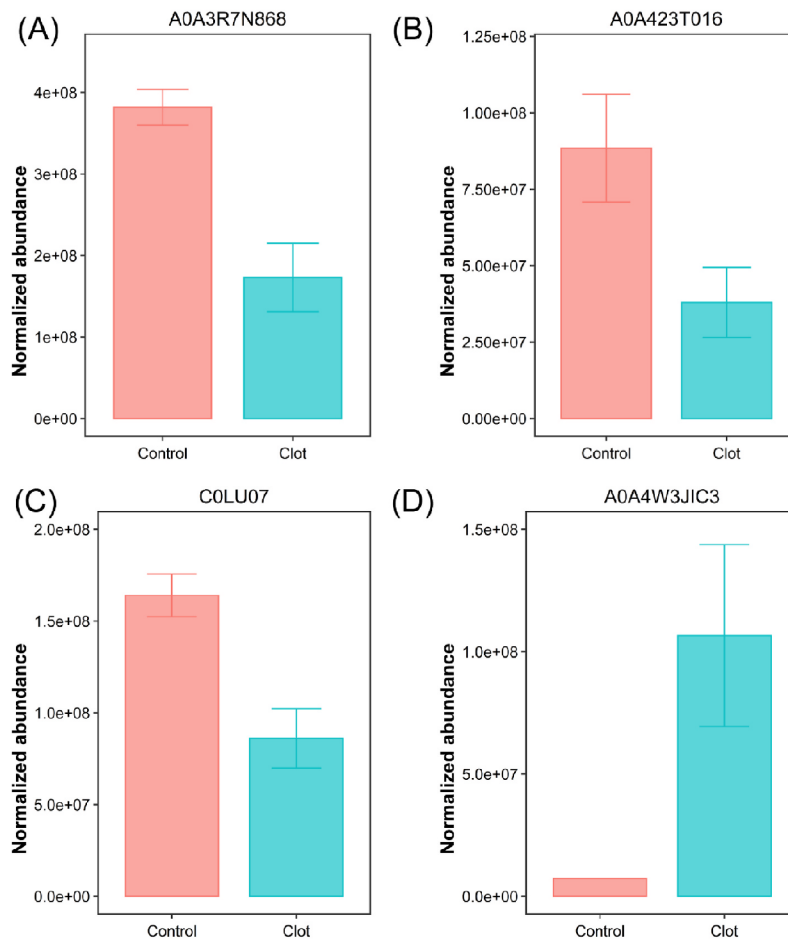 (A)
A0A3R7N868
Normalized abundance
4e+08
3e+08
2e+08
1e+08
0e+00
Control
Clot
(B)
A0A423T016
Normalized abundance
1.25e+08
1.00e+08
7.50e+07
5.00e+07
2.50e+07
0.00e+00
Control
Clot
(C)
C0LU07
Normalized abundance
2.0e+08
1.5e+08
1.0e+08
5.0e+07
0.0e+00
Control
Clot
(D)
A0A4W3JIC3
Normalized abundance
1.5e+08
1.0e+08
5.0e+07
0.0e+00
Control
Clot